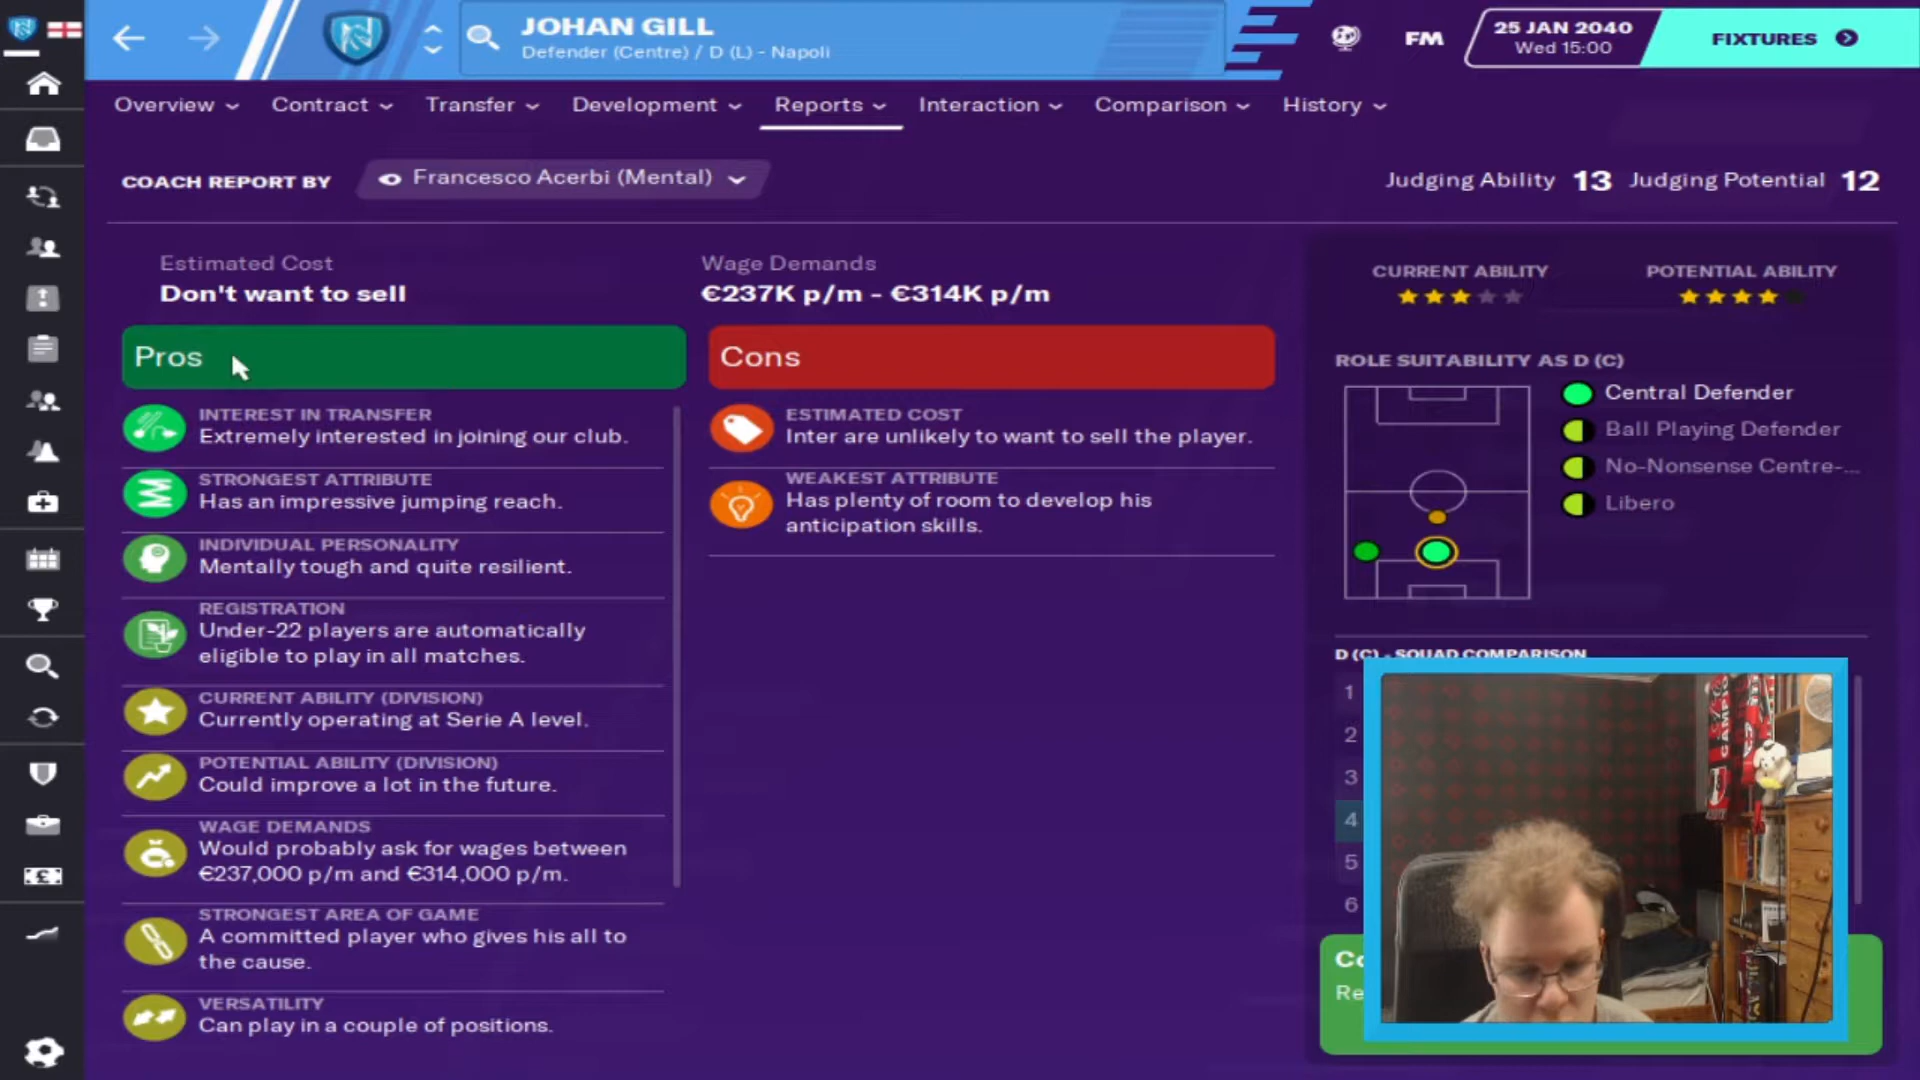 JOHAN GILL
Defender (Centre) / D (L) - Napoli
FM
25 JAN 2040
Wed 15:00
FIXTURES
Overview
Contract
Transfer
Development
Reports
Interaction
Comparison
History
COACH REPORT BY
Francesco Acerbi (Mental)
Judging Ability 13 Judging Potential 12
Estimated Cost
Don't want to sell
Wage Demands
€237K p/m - €314K p/m
Pros
INTEREST IN TRANSFER
Extremely interested in joining our club.
STRONGEST ATTRIBUTE
Has an impressive jumping reach.
INDIVIDUAL PERSONALITY
Mentally tough and quite resilient.
REGISTRATION
Under-22 players are automatically
eligible to play in all matches.
CURRENT ABILITY (DIVISION)
Currently operating at Serie A level.
POTENTIAL ABILITY (DIVISION)
Could improve a lot in the future.
WAGE DEMANDS
Would probably ask for wages between
€237,000 p/m and €314,000 p/m.
STRONGEST AREA OF GAME
A committed player who gives his all to
the cause.
VERSATILITY
Can play in a couple of positions.
Cons
ESTIMATED COST
Inter are unlikely to want to sell the player.
WEAKEST ATTRIBUTE
Has plenty of room to develop his
anticipation skills.
CURRENT ABILITY
POTENTIAL ABILITY
ROLE SUITABILITY AS D (C)
Central Defender
Ball Playing Defender
No-Nonsense Centre-...
Libero
D (C) - SQUAD COMPARISON
1
2
3
4
5
6